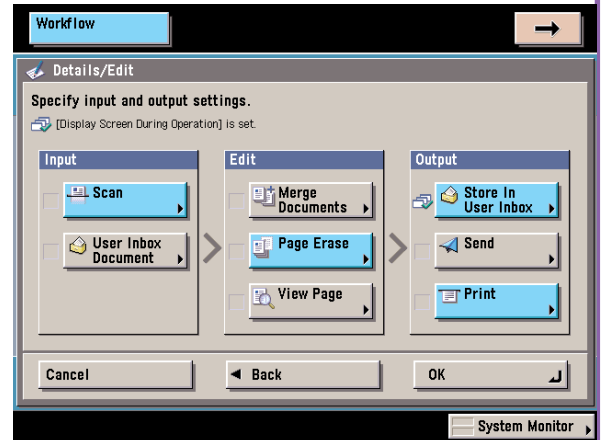 Workflow
Details/Edit
Specify input and output settings.
[Display Screen During Operation] is set.
Input
Scan
User Inbox
Document
Edit
Merge
Documents
Page Erase
View Page
Output
Store In
User Inbox
Send
Print
Cancel
Back
OK
System Monitor